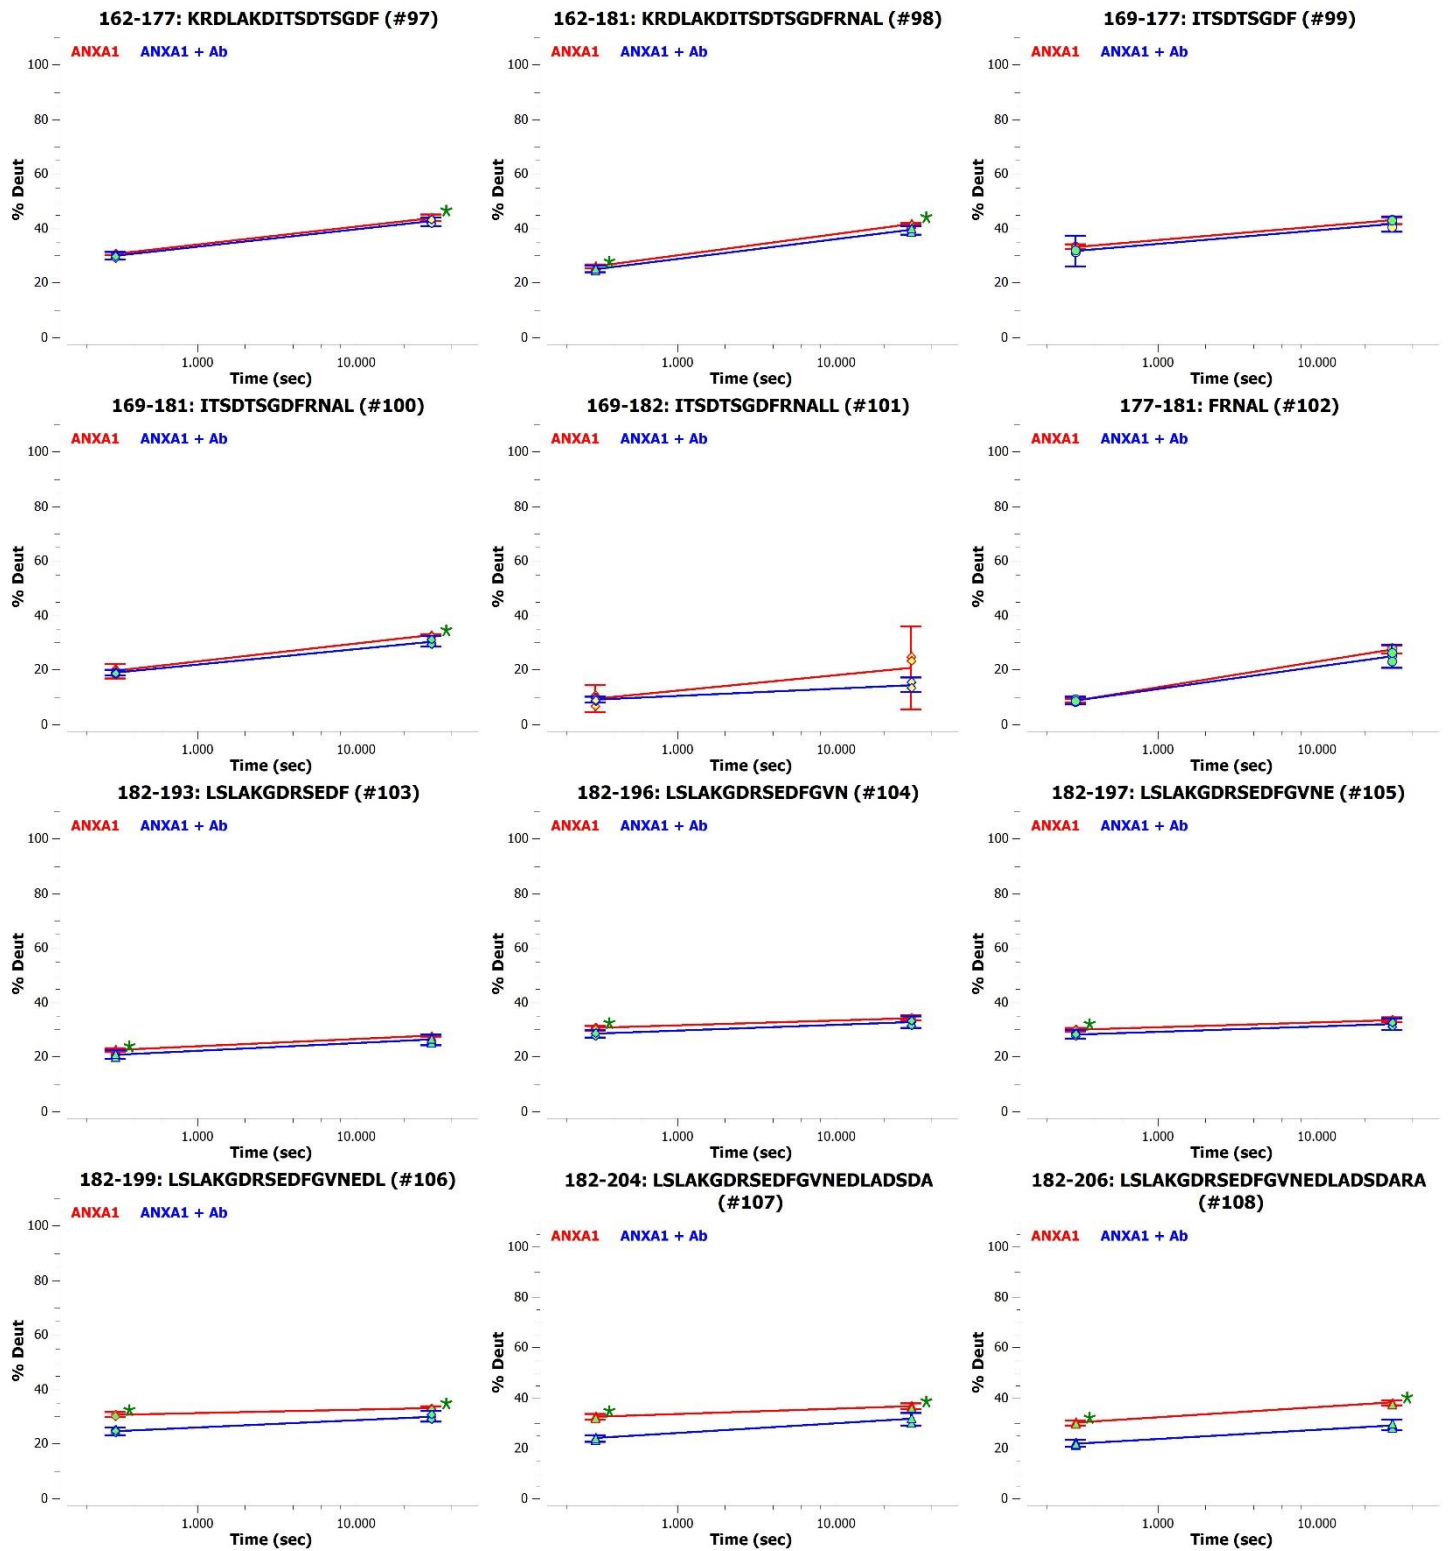 162-177: KRDLAKDITSDTSGDF (#97)
ANXA1 ANXA1 + Ab
100
80
60
40
20
0
% Deut
1.000 10.000
Time (sec)
162-181: KRDLAKDITSDTSGDFRNAL (#98)
ANXA1 ANXA1 + Ab
100
80
60
40
20
0
% Deut
1.000 10.000
Time (sec)
169-177: ITSDTSGDF (#99)
ANXA1 ANXA1 + Ab
100
80
60
40
20
0
% Deut
1.000 10.000
Time (sec)
169-181: ITSDTSGDFRNAL (#100)
ANXA1 ANXA1 + Ab
100
80
60
40
20
0
% Deut
1.000 10.000
Time (sec)
169-182: ITSDTSGDFRNALL (#101)
ANXA1 ANXA1 + Ab
100
80
60
40
20
0
% Deut
1.000 10.000
Time (sec)
177-181: FRNAL (#102)
ANXA1 ANXA1 + Ab
100
80
60
40
20
0
% Deut
1.000 10.000
Time (sec)
182-193: LSLAKGDRSEDF (#103)
ANXA1 ANXA1 + Ab
100
80
60
40
20
0
% Deut
1.000 10.000
Time (sec)
182-196: LSLAKGDRSEDFGVN (#104)
ANXA1 ANXA1 + Ab
100
80
60
40
20
0
% Deut
1.000 10.000
Time (sec)
182-197: LSLAKGDRSEDFGVNE (#105)
ANXA1 ANXA1 + Ab
100
80
60
40
20
0
% Deut
1.000 10.000
Time (sec)
182-199: LSLAKGDRSEDFGVNEDL (#106)
ANXA1 ANXA1 + Ab
100
80
60
40
20
0
% Deut
1.000 10.000
Time (sec)
182-204: LSLAKGDRSEDFGVNEDLADSDA
(#107)
ANXA1 ANXA1 + Ab
100
80
60
40
20
0
% Deut
1.000 10.000
Time (sec)
182-206: LSLAKGDRSEDFGVNEDLADSDARA
(#108)
ANXA1 ANXA1 + Ab
100
80
60
40
20
0
% Deut
1.000 10.000
Time (sec)